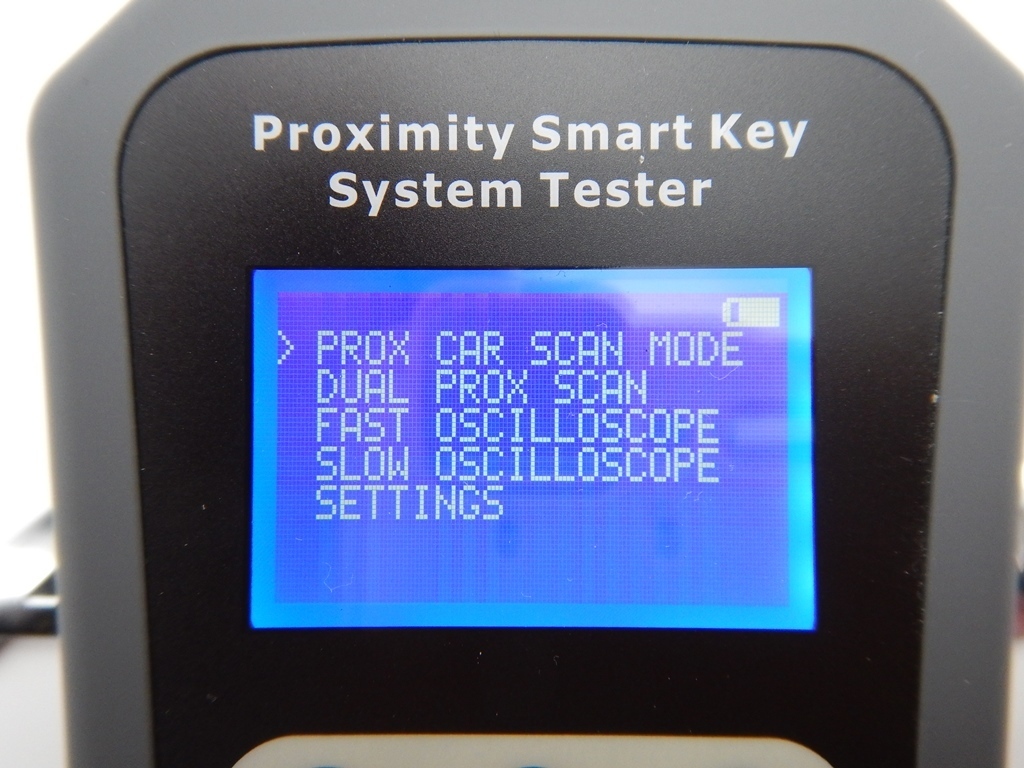 Proximity Smart Key
System Tester
> PROX CAR SCAN MODE
DUAL PROX SCAN
FAST OSCILLOSCOPE
SLOW OSCILLOSCOPE
SETTINGS